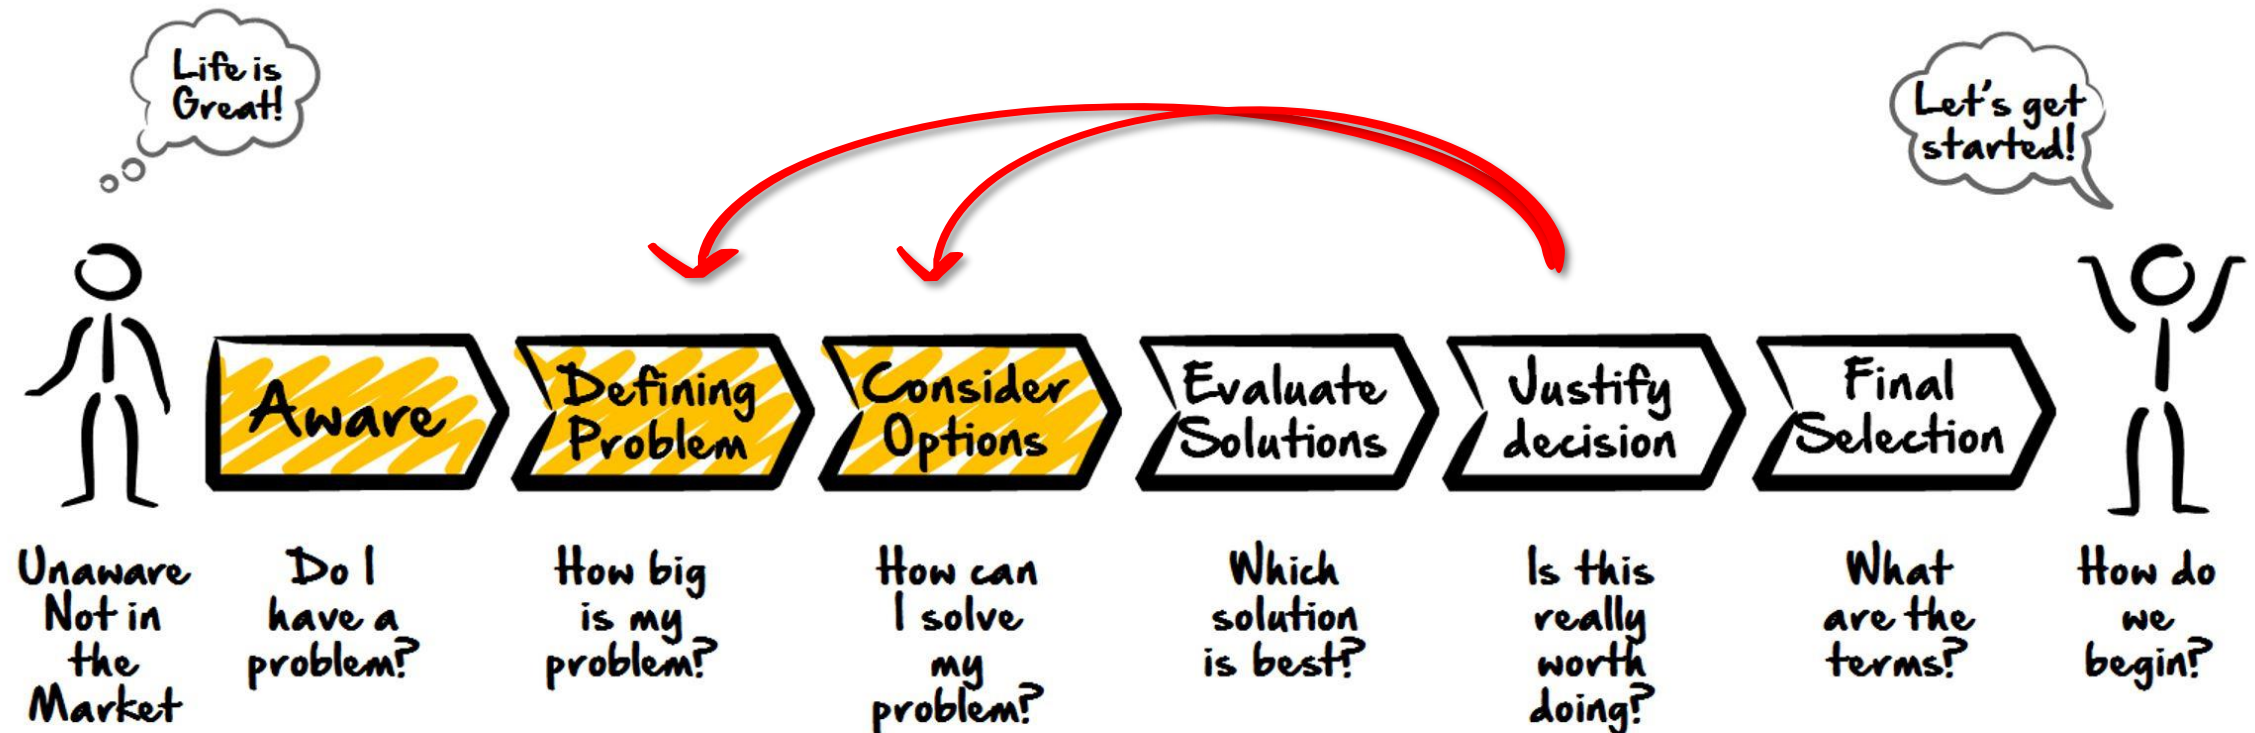 Life is
Great!
Let's get
started!
Aware
Defining
Problem
Consider
Options
Evaluate
Solutions
Justify
decision
Final
Selection
Unaware
Not in
the
Market
Do I
have a
problem?
How big
is my
problem?
How can
I solve
my
problem?
Which
solution
is best?
Is this
really
worth
doing?
What
are the
terms?
How do
we
begin?